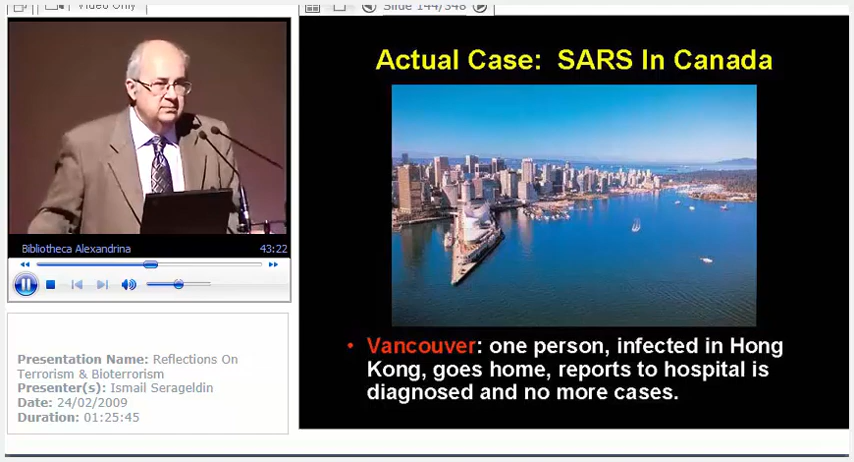 Video Only
Slide 144/348
Actual Case: SARS In Canada
Bibliotheca Alexandrina 43:22
Presentation Name: Reflections On
Terrorism & Bioterrorism
Presenter(s): Ismail Serageldin
Date: 24/02/2009
Duration: 01:25:45
• Vancouver: one person, infected in Hong
Kong, goes home, reports to hospital is
diagnosed and no more cases.